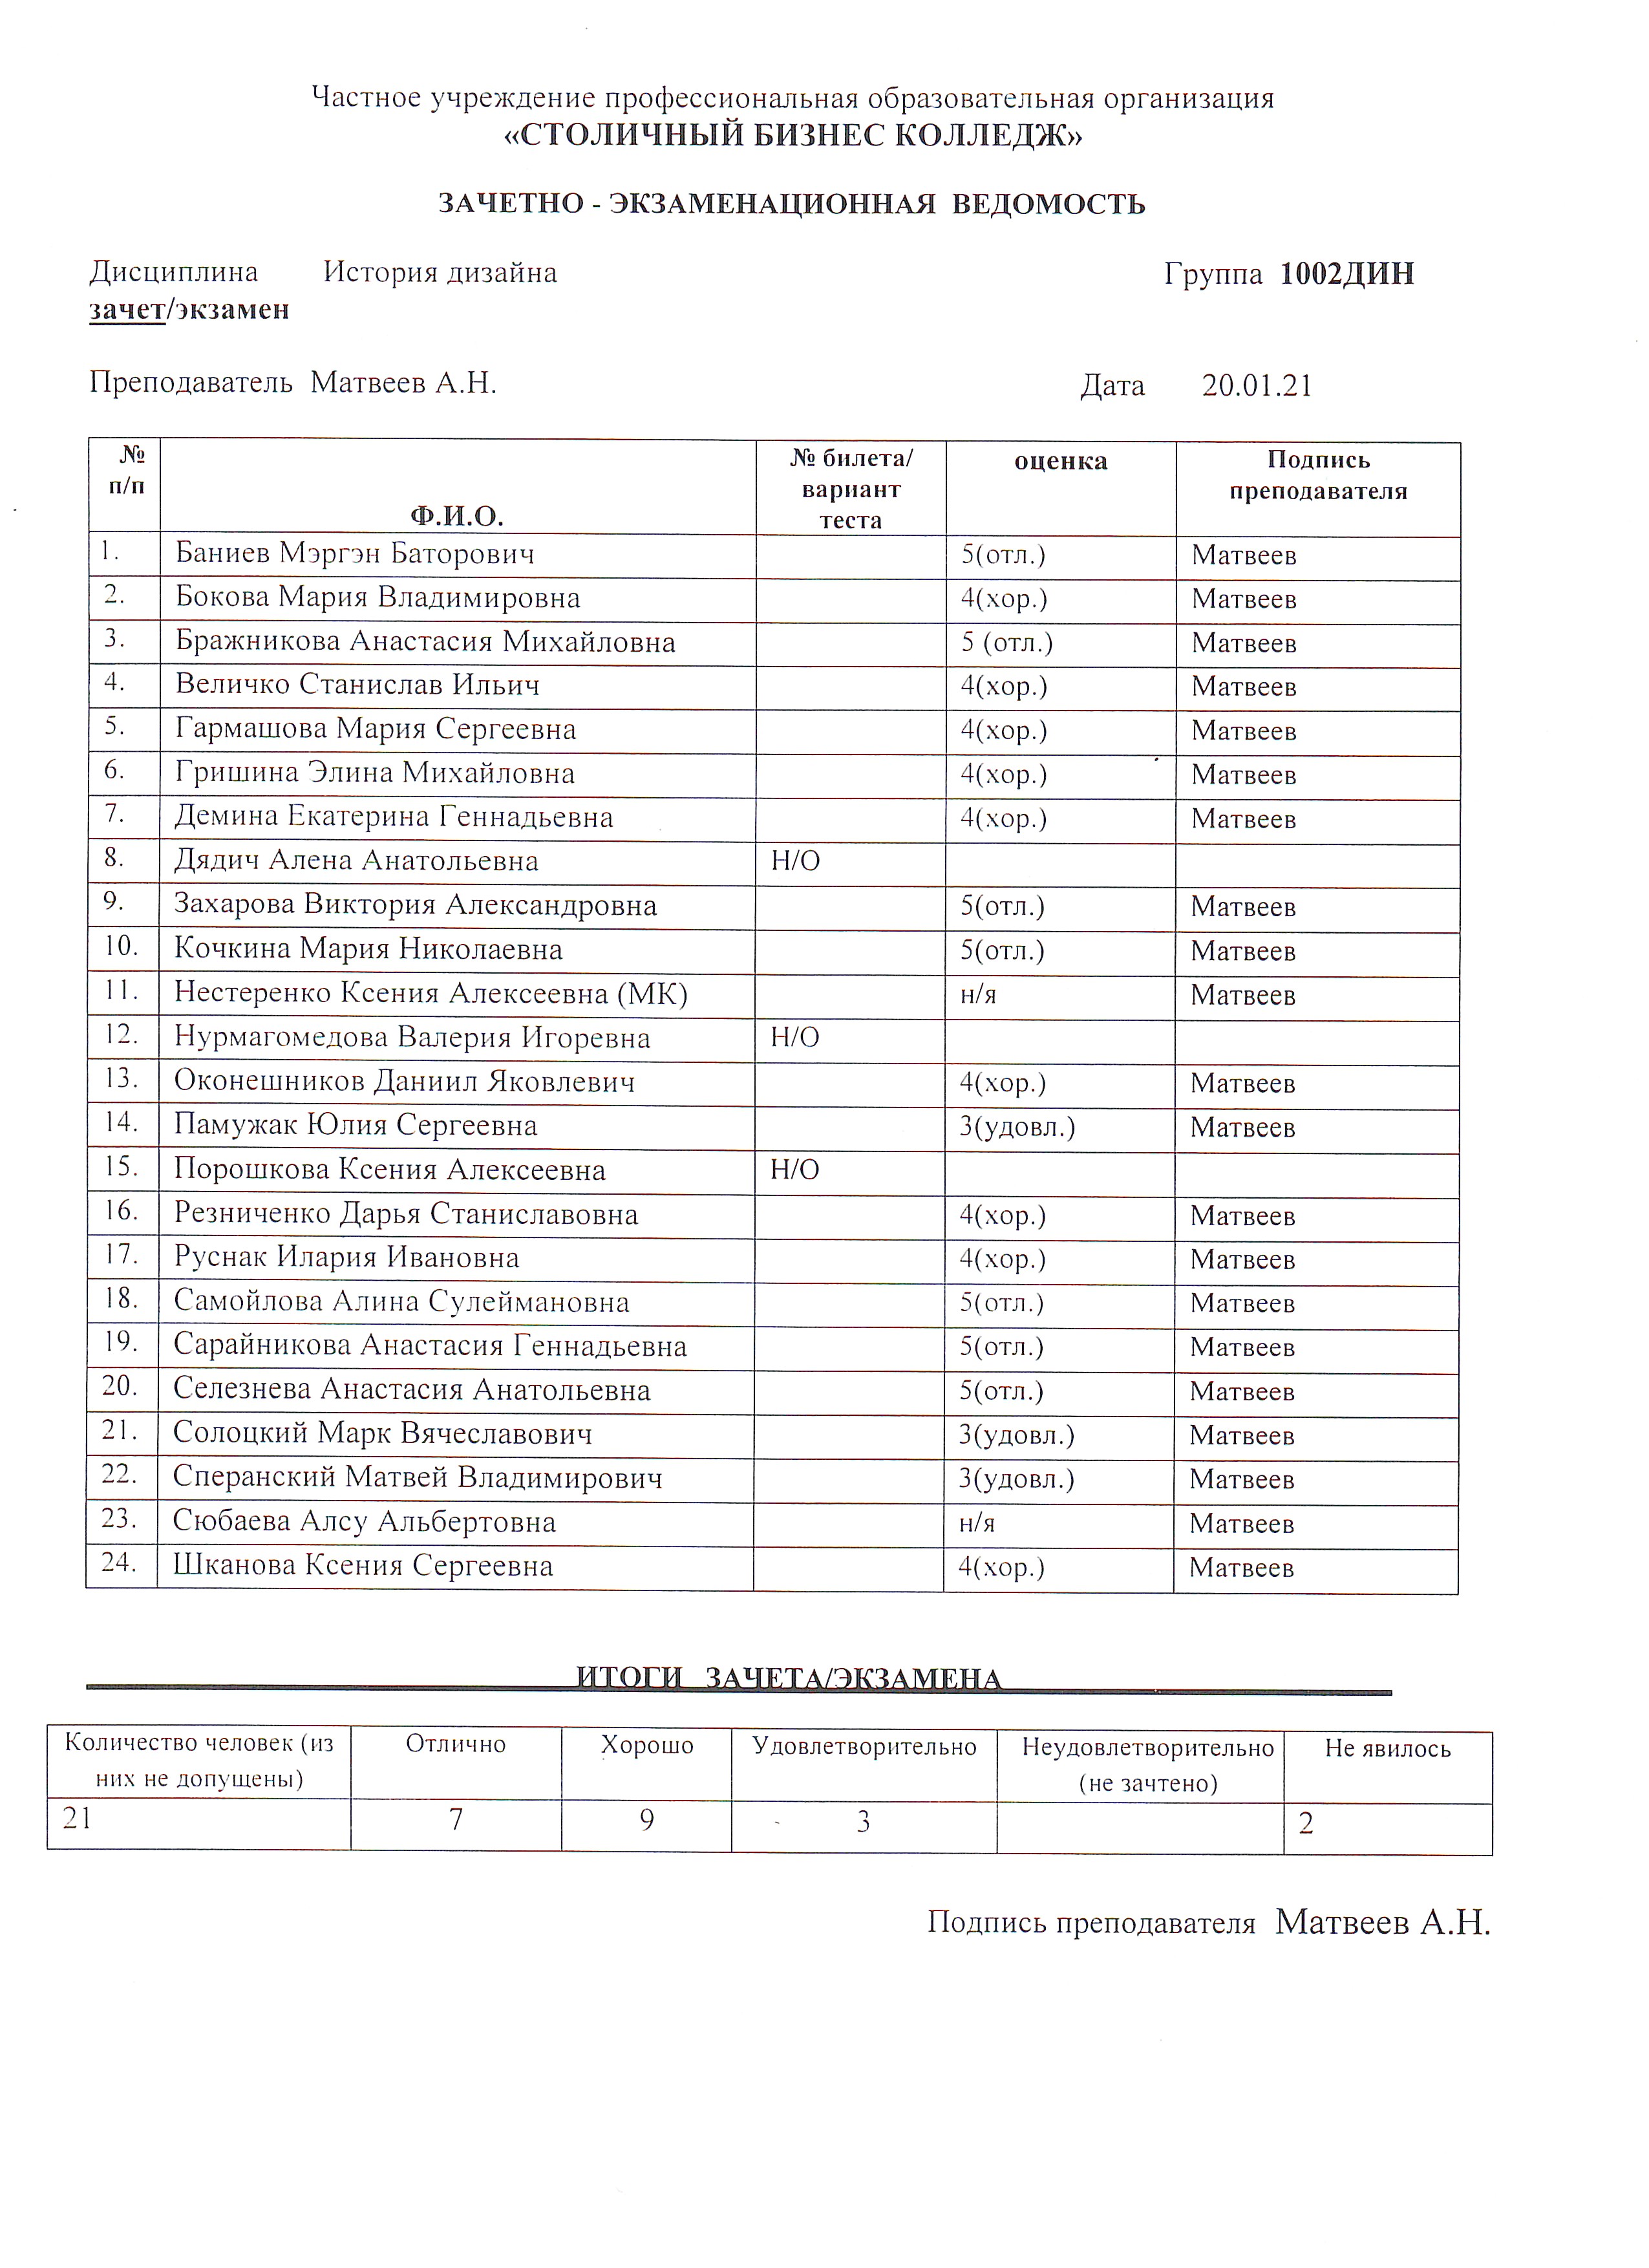 Частное учреждение профессиональная образовательная организация
«СТОЛИЧНЫЙ БИЗНЕС КОЛЛЕДЖ»
ЗАЧЕТНО - ЭКЗАМЕНАЦИОННАЯ ВЕДОМОСТЬ
Дисциплина История дизайна Группа 1002ДИН
зачет/экзамен
Преподаватель Матвеев А.Н. Дата 20.01.21
№ п/п Ф.И.О. № билета/ вариант теста оценка Подпись преподавателя
1. Баниев Мэргэн Баторович 5(отл.) Матвеев
2. Бокова Мария Владимировна 4(хор.) Матвеев
3. Бражникова Анастасия Михайловна 5 (отл.) Матвеев
4. Величко Станислав Ильич 4(хор.) Матвеев
5. Гармашова Мария Сергеевна 4(хор.) Матвеев
6. Гришина Элина Михайловна 4(хор.) Матвеев
7. Демина Екатерина Геннадьевна 4(хор.) Матвеев
8. Дядич Алена Анатольевна Н/О
9. Захарова Виктория Александровна 5(отл.) Матвеев
10. Кочкина Мария Николаевна 5(отл.) Матвеев
11. Нестеренко Ксения Алексеевна (МК) н/я Матвеев
12. Нурмагомедова Валерия Игоревна Н/О
13. Оконешников Даниил Яковлевич 4(хор.) Матвеев
14. Памужак Юлия Сергеевна 3(удовл.) Матвеев
15. Порошкова Ксения Алексеевна Н/О
16. Резниченко Дарья Станиславовна 4(хор.) Матвеев
17. Руснак Илария Ивановна 4(хор.) Матвеев
18. Самойлова Алина Сулеймановна 5(отл.) Матвеев
19. Сарайникова Анастасия Геннадьевна 5(отл.) Матвеев
20. Селезнева Анастасия Анатольевна 5(отл.) Матвеев
21. Солоцкий Марк Вячеславович 3(удовл.) Матвеев
22. Сперанский Матвей Владимирович 3(удовл.) Матвеев
23. Сюбаева Алсу Альбертовна н/я Матвеев
24. Шканова Ксения Сергеевна 4(хор.) Матвеев
ИТОГИ ЗАЧЕТА/ЭКЗАМЕНА
Количество человек (из Отлично Хорошо Удовлетворительно Неудовлетворительно Не явилось
них не допущены) (не зачтено)
21 7 9 3 2
Подпись преподавателя Матвеев А.Н.